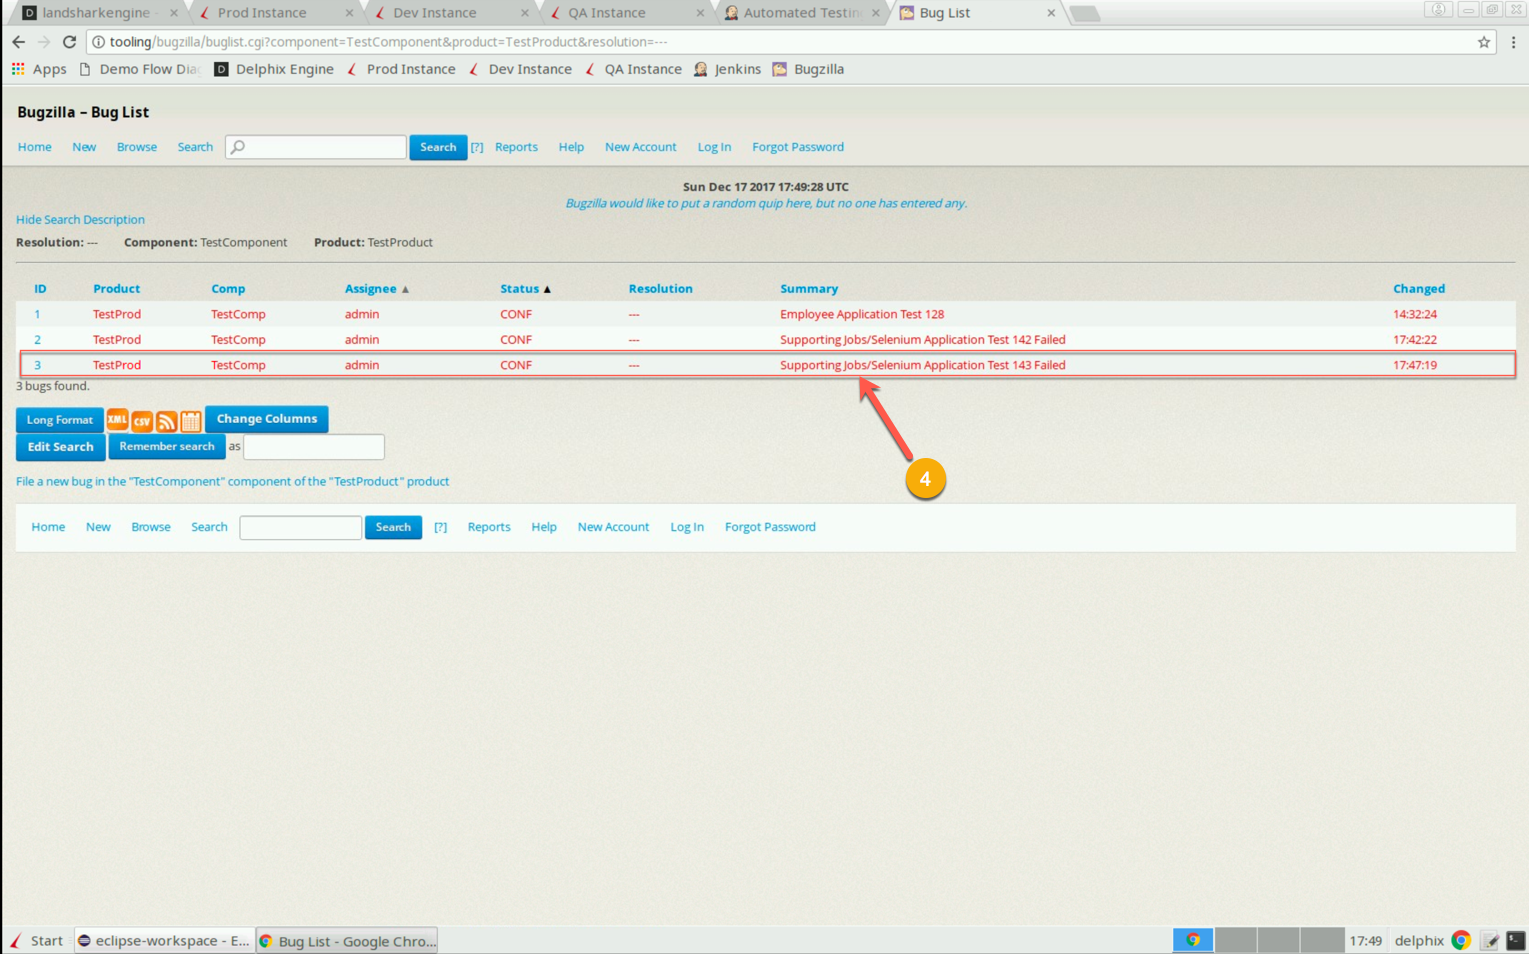 landsharkengine - Prod Instance Dev Instance QA Instance Automated Testin Bug List
tooling/bugzilla/buglist.cgi?component=TestComponent&product=TestProduct&resolution=---
Apps Demo Flow Dia Delphix Engine Prod Instance Dev Instance QA Instance Jenkins Bugzilla
Bugzilla – Bug List
Home New Browse Search Search [?] Reports Help New Account Log In Forgot Password
Sun Dec 17 2017 17:49:28 UTC
Bugzilla would like to put a random quip here, but no one has entered any.
Hide Search Description
Resolution: --- Component: TestComponent Product: TestProduct
ID Product Comp Assignee ▲ Status ▲ Resolution Summary Changed
1 TestProd TestComp admin CONF --- Employee Application Test 128 14:32:24
2 TestProd TestComp admin CONF --- Supporting Jobs/Selenium Application Test 142 Failed 17:42:22
3 TestProd TestComp admin CONF --- Supporting Jobs/Selenium Application Test 143 Failed 17:47:19
3 bugs found.
Long Format XML CSV Change Columns
Edit Search Remember search as
4
File a new bug in the "TestComponent" component of the "TestProduct" product
Home New Browse Search Search [?] Reports Help New Account Log In Forgot Password
Start eclipse-workspace - E... Bug List - Google Chro... 17:49 delphix